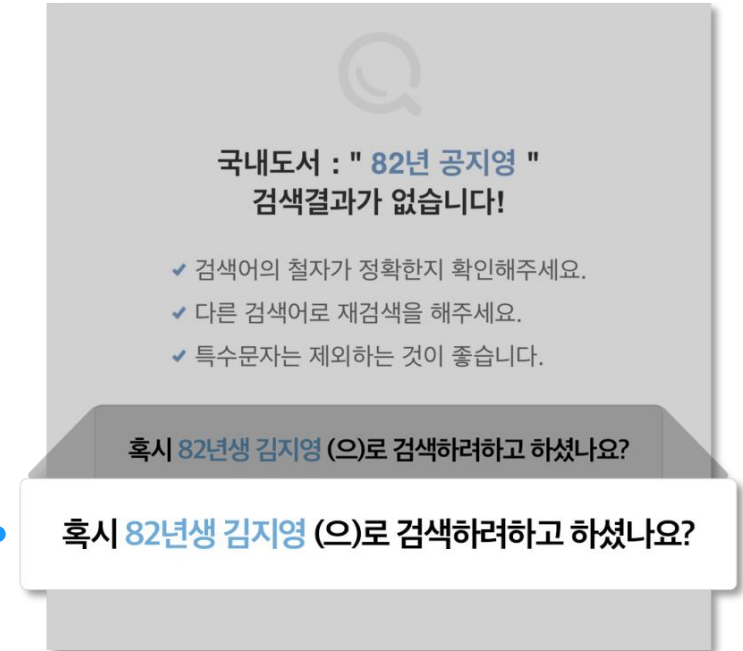 국내도서 : " 82년 공지영 "
검색결과가 없습니다!
✔ 검색어의 철자가 정확한지 확인해주세요.
✔ 다른 검색어로 재검색을 해주세요.
✔ 특수문자는 제외하는 것이 좋습니다.
혹시 82년생 김지영 (으)로 검색하려하고 하셨나요?
혹시 82년생 김지영 (으)로 검색하려하고 하셨나요?